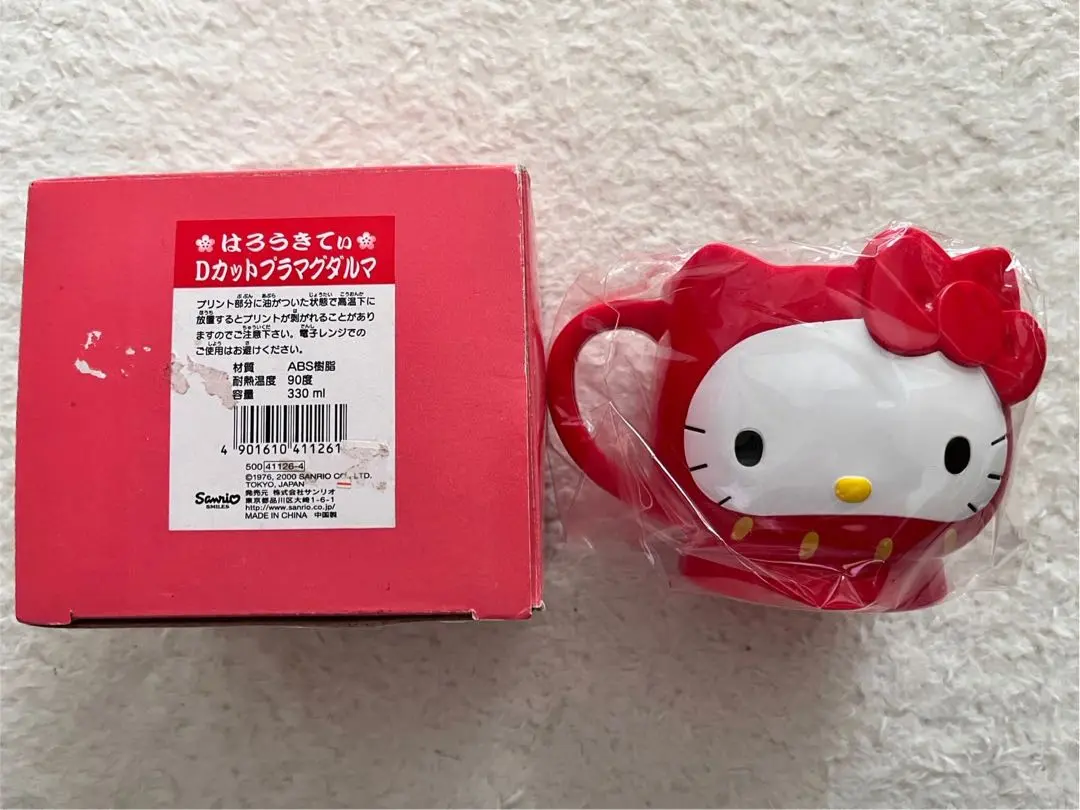 はろうきてぃ
Dカットプラマグダルマ
プリント部分に油がついた状態で高温下に
放置するとプリントが剥がれることがあり
ますのでご注意下さい。電子レンジでの
ご使用はお避けください。
材質 ABS樹脂
耐熱温度 90度
容量 330 ml
4 901610 411261
500 41126-4
©1976, 2000 SANRIO CO., LTD.
TOKYO, JAPAN
Sanrio
SMILES
発売元 株式会社サンリオ
東京都品川区大崎1-6-1
http://www.sanrio.co.jp/
MADE IN CHINA 中国製